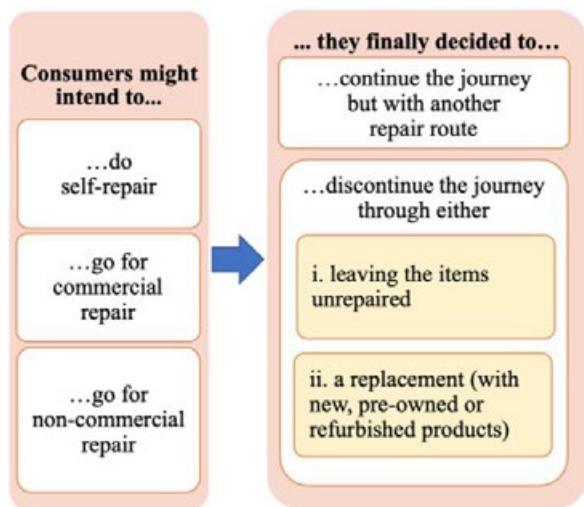 Consumers might
intend to...
…do
self-repair
…go for
commercial
repair
…go for
non-commercial
repair
... they finally decided to…
…continue the journey
but with another
repair route
…discontinue the journey
through either
i. leaving the items
unrepaired
ii. a replacement (with
new, pre-owned or
refurbished products)